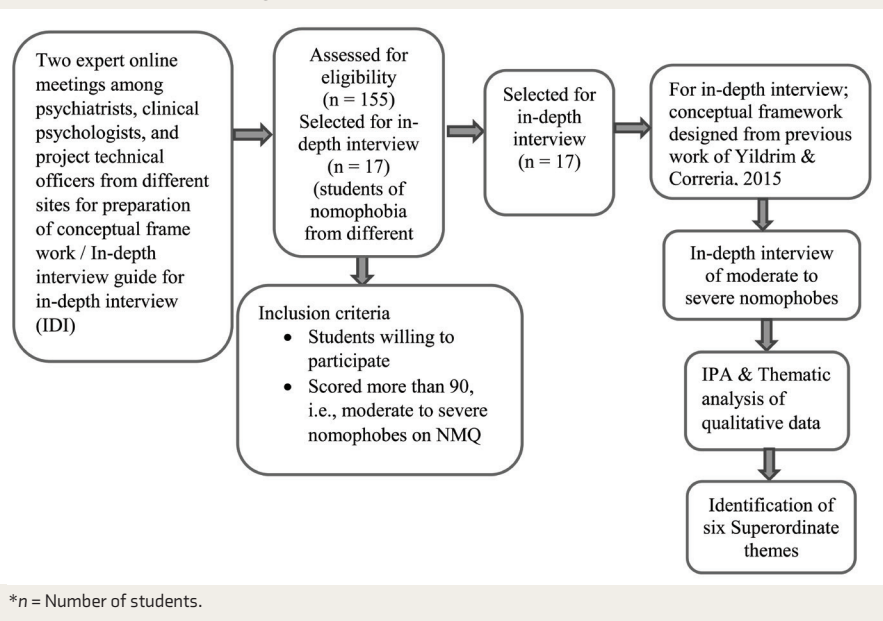 Two expert online
meetings among
psychiatrists, clinical
psychologists, and
project technical
officers from different
sites for preparation
of conceptual frame
work / In-depth
interview guide for
in-depth interview
(IDI)
Assessed for
eligibility
(n = 155)
Selected for in-
depth interview
(n = 17)
(students of
nomophobia
from different
Inclusion criteria
• Students willing to
participate
• Scored more than 90,
i.e., moderate to severe
nomophobes on NMQ
Selected for
in-depth
interview
(n = 17)
For in-depth interview;
conceptual framework
designed from previous
work of Yildrim &
Correria, 2015
In-depth interview
of moderate to
severe nomophobes
IPA & Thematic
analysis of
qualitative data
Identification of
six Superordinate
themes
*n = Number of students.